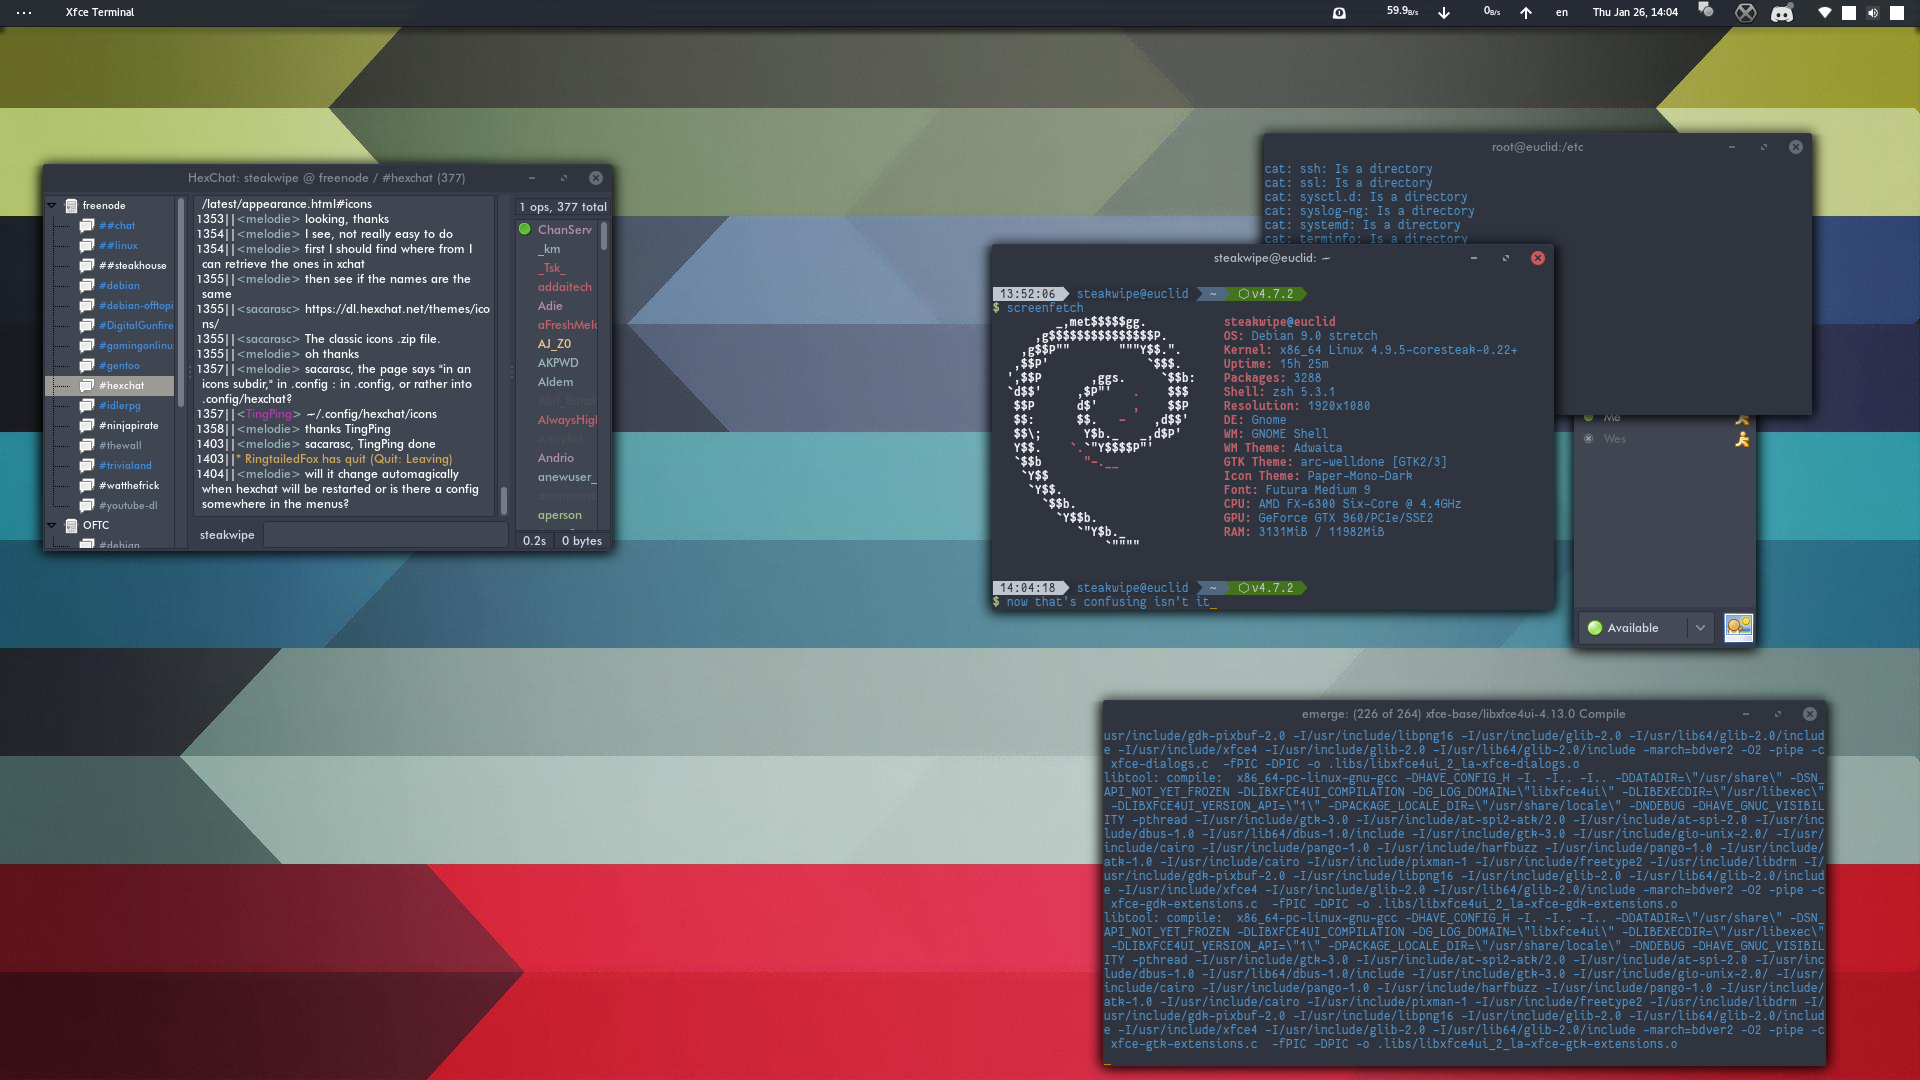 Xfce Terminal
59.9B/s
0B/s
en
Thu Jan 26, 14:04
HexChat: steakwipe @ freenode / #hexchat (377)
freenode
##chat
##linux
##steakhouse
#debian
#debian-offtopi
#DigitalGunfire
#gamingonlinu
#gentoo
#hexchat
#idlerpg
#ninjapirate
#thewall
#trivialand
#watthefrick
#youtube-dl
OFTC
#debian
/latest/appearance.html#icons
1353||<melodie> looking, thanks
1354||<melodie> I see, not really easy to do
1354||<melodie> first I should find where from I
can retrieve the ones in xchat
1355||<melodie> then see if the names are the
same
1355||<sacarasc> https://dl.hexchat.net/themes/ico
ns/
1355||<sacarasc> The classic icons .zip file.
1355||<melodie> oh thanks
1357||<melodie> sacarasc, the page says "in an
icons subdir," in .config : in .config, or rather into
.config/hexchat?
1357||<TingPing> ~/.config/hexchat/icons
1358||<melodie> thanks TingPing
1403||<melodie> sacarasc, TingPing done
1403||* RingtailedFox has quit (Quit: Leaving)
1404||<melodie> will it change automagically
when hexchat will be restarted or is there a config
somewhere in the menus?
steakwipe
1 ops, 377 total
ChanServ
_km
_Tsk_
addaitech
Adie
aFreshMelo
AJ_Z0
AKPWD
Aldem
AlwaysHigh
Andrio
anewuser_
aperson
0.2s
0 bytes
root@euclid:/etc
cat: ssh: Is a directory
cat: ssl: Is a directory
cat: sysctl.d: Is a directory
cat: syslog-ng: Is a directory
cat: systemd: Is a directory
cat: terminfo: Is a directory
steakwipe@euclid: ~
13:52:06 steakwipe@euclid ~ ⬡v4.7.2
$ screenfetch
_,met$$$$$gg.
,g$$$$$$$$$$$$$$$P.
,g$$P"" """Y$$.".
,$$P' `$$$.
',$$P ,ggs. `$$b:
`d$$' ,$P"' . $$$
$$P d$' , $$P
$$: $$. - ,d$$'
$$\; Y$b._ _,d$P'
Y$$. `.`"Y$$$$P"'
`$$b "-.__
`Y$$
`Y$$.
`$$b.
`Y$$b.
`"Y$b._
`""""
steakwipe@euclid
OS: Debian 9.0 stretch
Kernel: x86_64 Linux 4.9.5-coresteak-0.22+
Uptime: 15h 25m
Packages: 3288
Shell: zsh 5.3.1
Resolution: 1920x1080
DE: Gnome
WM: GNOME Shell
WM Theme: Adwaita
GTK Theme: arc-welldone [GTK2/3]
Icon Theme: Paper-Mono-Dark
Font: Futura Medium 9
CPU: AMD FX-6300 Six-Core @ 4.4GHz
GPU: GeForce GTX 960/PCIe/SSE2
RAM: 3131MiB / 11982MiB
14:04:18 steakwipe@euclid ~ ⬡v4.7.2
$ now that's confusing isn't it_
Me
Wes
Available
emerge: (226 of 264) xfce-base/libxfce4ui-4.13.0 Compile
usr/include/gdk-pixbuf-2.0 -I/usr/include/libpng16 -I/usr/include/glib-2.0 -I/usr/lib64/glib-2.0/includ
e -I/usr/include/xfce4 -I/usr/include/glib-2.0 -I/usr/lib64/glib-2.0/include -march=bdver2 -O2 -pipe -c
xfce-dialogs.c -fPIC -DPIC -o .libs/libxfce4ui_2_la-xfce-dialogs.o
libtool: compile: x86_64-pc-linux-gnu-gcc -DHAVE_CONFIG_H -I. -I.. -I.. -DDATADIR=\"/usr/share\" -DSN_
API_NOT_YET_FROZEN -DLIBXFCE4UI_COMPILATION -DG_LOG_DOMAIN=\"libxfce4ui\" -DLIBEXECDIR=\"/usr/libexec\"
-DLIBXFCE4UI_VERSION_API=\"1\" -DPACKAGE_LOCALE_DIR=\"/usr/share/locale\" -DNDEBUG -DHAVE_GNUC_VISIBIL
ITY -pthread -I/usr/include/gtk-3.0 -I/usr/include/at-spi2-atk/2.0 -I/usr/include/at-spi-2.0 -I/usr/inc
lude/dbus-1.0 -I/usr/lib64/dbus-1.0/include -I/usr/include/gtk-3.0 -I/usr/include/gio-unix-2.0/ -I/usr/
include/cairo -I/usr/include/pango-1.0 -I/usr/include/harfbuzz -I/usr/include/pango-1.0 -I/usr/include/
atk-1.0 -I/usr/include/cairo -I/usr/include/pixman-1 -I/usr/include/freetype2 -I/usr/include/libdrm -I/
usr/include/gdk-pixbuf-2.0 -I/usr/include/libpng16 -I/usr/include/glib-2.0 -I/usr/lib64/glib-2.0/includ
e -I/usr/include/xfce4 -I/usr/include/glib-2.0 -I/usr/lib64/glib-2.0/include -march=bdver2 -O2 -pipe -c
xfce-gdk-extensions.c -fPIC -DPIC -o .libs/libxfce4ui_2_la-xfce-gdk-extensions.o
libtool: compile: x86_64-pc-linux-gnu-gcc -DHAVE_CONFIG_H -I. -I.. -I.. -DDATADIR=\"/usr/share\" -DSN_
API_NOT_YET_FROZEN -DLIBXFCE4UI_COMPILATION -DG_LOG_DOMAIN=\"libxfce4ui\" -DLIBEXECDIR=\"/usr/libexec\"
-DLIBXFCE4UI_VERSION_API=\"1\" -DPACKAGE_LOCALE_DIR=\"/usr/share/locale\" -DNDEBUG -DHAVE_GNUC_VISIBIL
ITY -pthread -I/usr/include/gtk-3.0 -I/usr/include/at-spi2-atk/2.0 -I/usr/include/at-spi-2.0 -I/usr/inc
lude/dbus-1.0 -I/usr/lib64/dbus-1.0/include -I/usr/include/gtk-3.0 -I/usr/include/gio-unix-2.0/ -I/usr/
include/cairo -I/usr/include/pango-1.0 -I/usr/include/harfbuzz -I/usr/include/pango-1.0 -I/usr/include/
atk-1.0 -I/usr/include/cairo -I/usr/include/pixman-1 -I/usr/include/freetype2 -I/usr/include/libdrm -I/
usr/include/gdk-pixbuf-2.0 -I/usr/include/libpng16 -I/usr/include/glib-2.0 -I/usr/lib64/glib-2.0/includ
e -I/usr/include/xfce4 -I/usr/include/glib-2.0 -I/usr/lib64/glib-2.0/include -march=bdver2 -O2 -pipe -c
xfce-gtk-extensions.c -fPIC -DPIC -o .libs/libxfce4ui_2_la-xfce-gtk-extensions.o